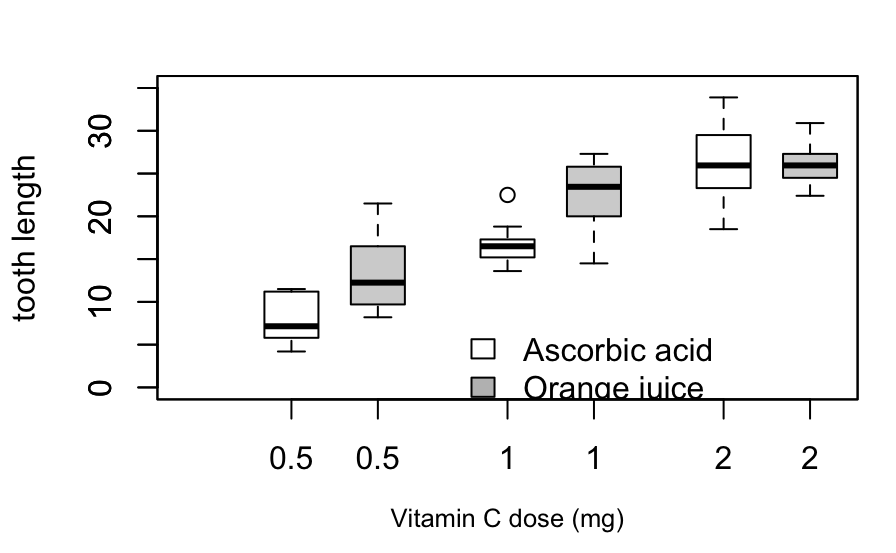 tooth length
30
20
10
0
Ascorbic acid
Orange juice
0.5 0.5 1 1 2 2
Vitamin C dose (mg)